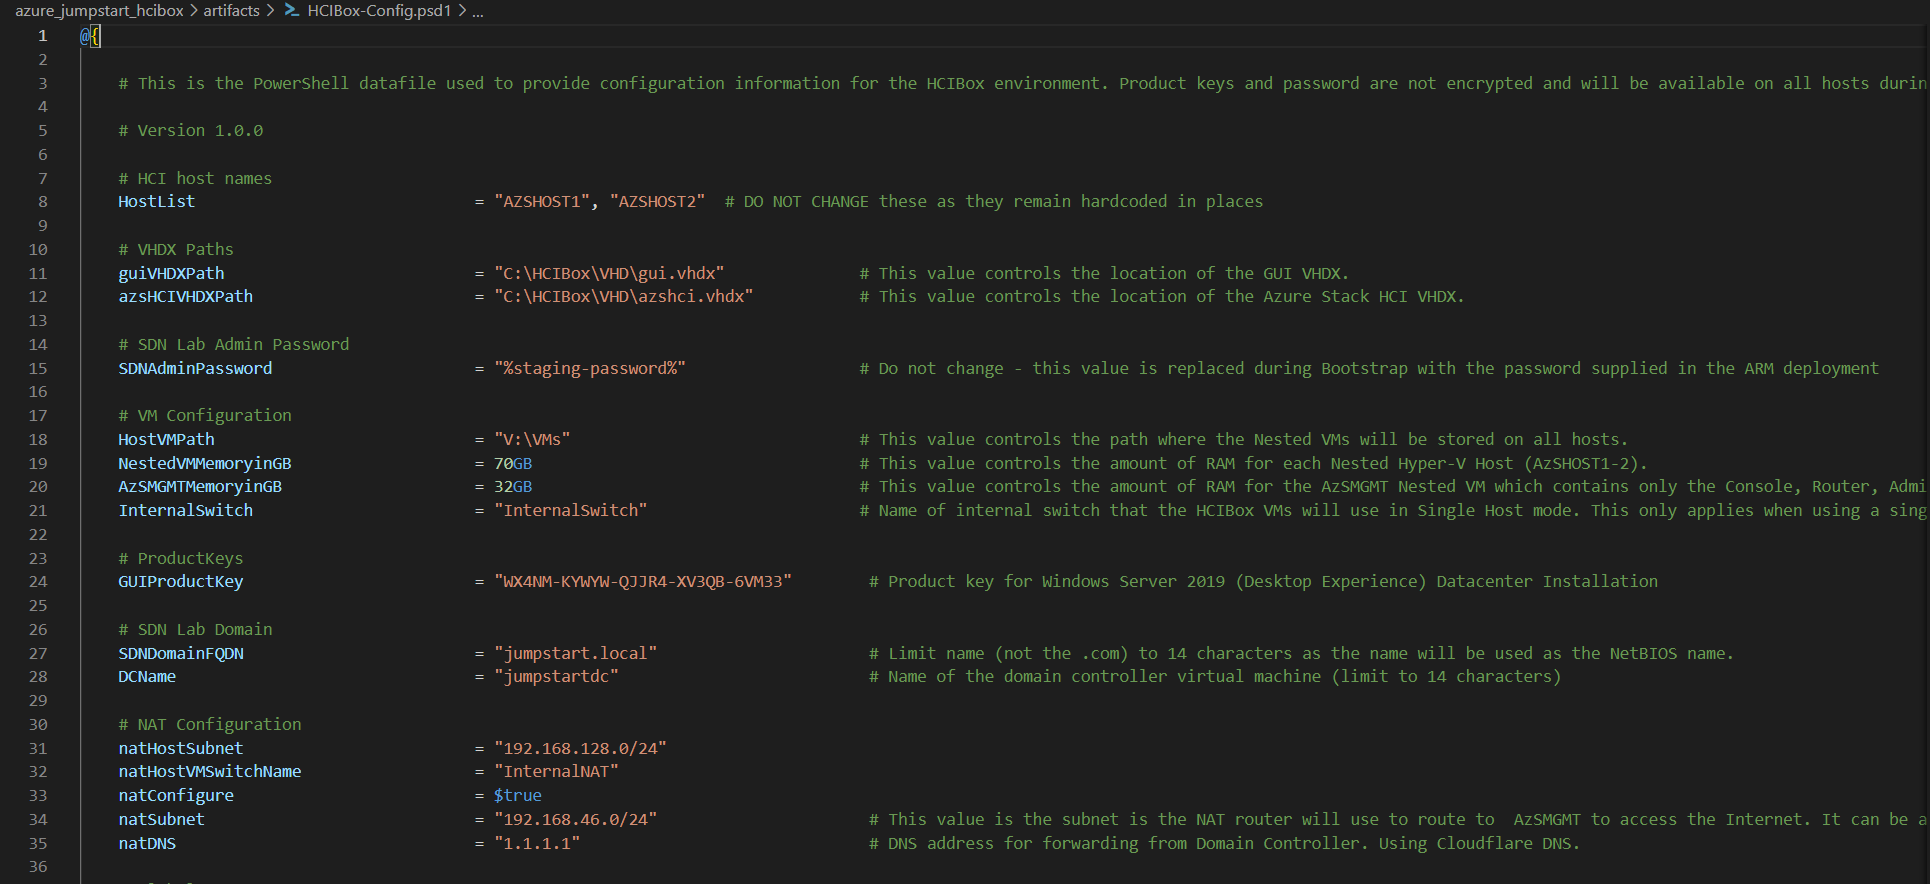 azure_jumpstart_hcibox > artifacts > HCIBox-Config.psd1 > ...
1 @{
2
3 # This is the PowerShell datafile used to provide configuration information for the HCIBox environment. Product keys and password are not encrypted and will be available on all hosts durin
4
5 # Version 1.0.0
6
7 # HCI host names
8 HostList = "AZSHOST1", "AZSHOST2" # DO NOT CHANGE these as they remain hardcoded in places
9
10 # VHDX Paths
11 guiVHDXPath = "C:\HCIBox\VHD\gui.vhdx" # This value controls the location of the GUI VHDX.
12 azsHCIVHDXPath = "C:\HCIBox\VHD\azshci.vhdx" # This value controls the location of the Azure Stack HCI VHDX.
13
14 # SDN Lab Admin Password
15 SDNAdminPassword = "%staging-password%" # Do not change - this value is replaced during Bootstrap with the password supplied in the ARM deployment
16
17 # VM Configuration
18 HostVMPath = "V:\VMs" # This value controls the path where the Nested VMs will be stored on all hosts.
19 NestedVMMemoryinGB = 70GB # This value controls the amount of RAM for each Nested Hyper-V Host (AzSHOST1-2).
20 AzSMGMTMemoryinGB = 32GB # This value controls the amount of RAM for the AzSMGMT Nested VM which contains only the Console, Router, Admi
21 InternalSwitch = "InternalSwitch" # Name of internal switch that the HCIBox VMs will use in Single Host mode. This only applies when using a sing
22
23 # ProductKeys
24 GUIProductKey = "WX4NM-KYWYW-QJJR4-XV3QB-6VM33" # Product key for Windows Server 2019 (Desktop Experience) Datacenter Installation
25
26 # SDN Lab Domain
27 SDNDomainFQDN = "jumpstart.local" # Limit name (not the .com) to 14 characters as the name will be used as the NetBIOS name.
28 DCName = "jumpstartdc" # Name of the domain controller virtual machine (limit to 14 characters)
29
30 # NAT Configuration
31 natHostSubnet = "192.168.128.0/24"
32 natHostVMSwitchName = "InternalNAT"
33 natConfigure = $true
34 natSubnet = "192.168.46.0/24" # This value is the subnet is the NAT router will use to route to  AzSMGMT to access the Internet. It can be a
35 natDNS = "1.1.1.1" # DNS address for forwarding from Domain Controller. Using Cloudflare DNS.
36